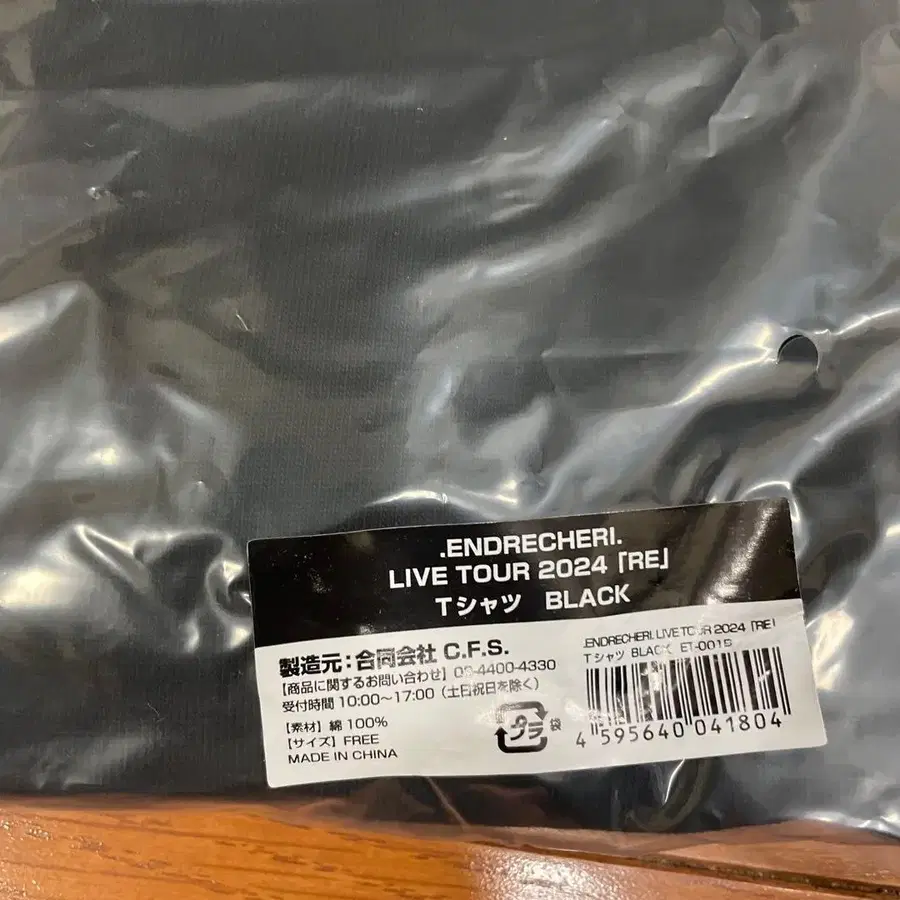 .ENDRECHERI.
LIVE TOUR 2024「RE」
Tシャツ BLACK
製造元：合同会社 C.F.S.
【商品に関するお問い合わせ】03-4400-4330
受付時間 10:00〜17:00（土日祝日を除く）
【素材】綿 100%
【サイズ】FREE
MADE IN CHINA
プラ 袋
.ENDRECHERI. LIVE TOUR 2024「RE」
Tシャツ BLACK ET-001S
4 595640 041804